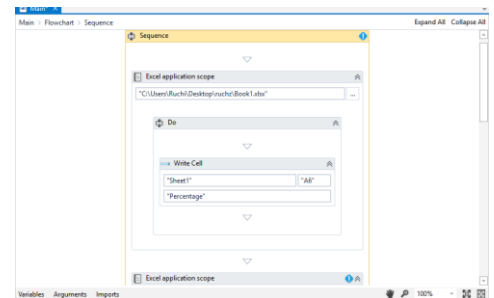 Main* ×
Main > Flowchart > Sequence
Expand All Collapse All
Sequence
Excel application scope
"C:\Users\Ruchi\Desktop\ruchz\Book1.xlsx"
...
Do
Write Cell
"Sheet1" "A6"
"Percentage"
Excel application scope
Variables Arguments Imports
100%